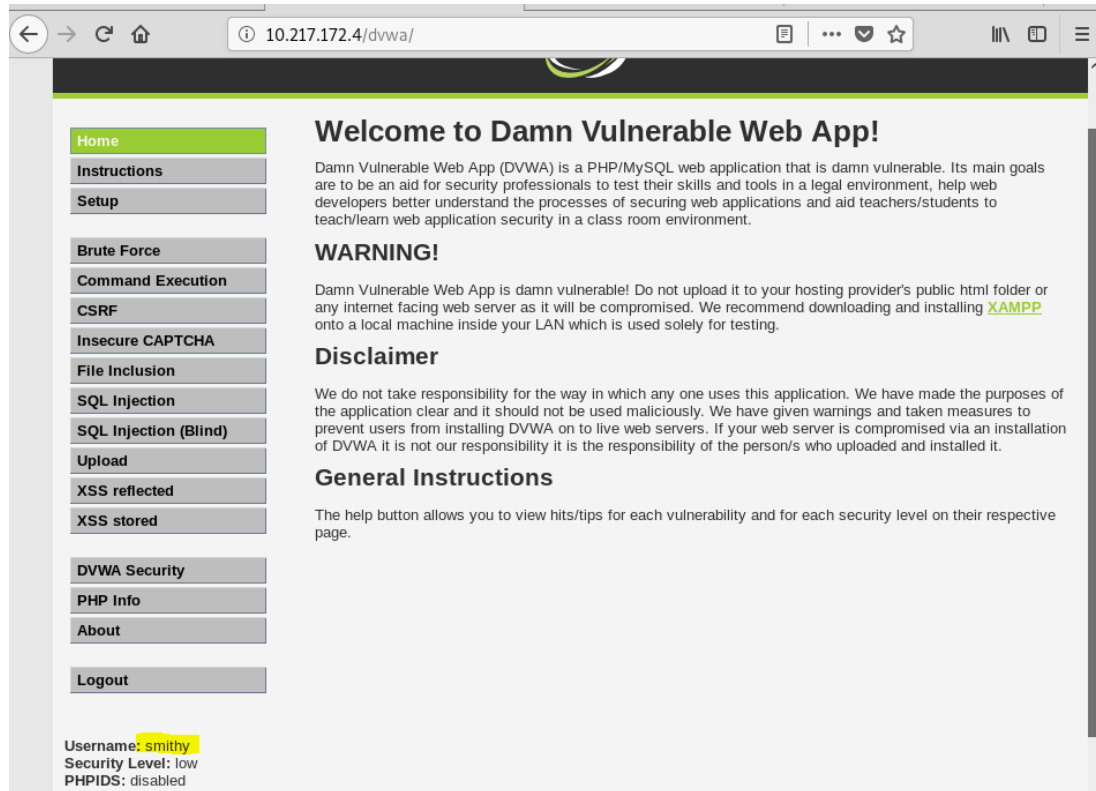 10.217.172.4/dvwa/
Home
Instructions
Setup
Brute Force
Command Execution
CSRF
Insecure CAPTCHA
File Inclusion
SQL Injection
SQL Injection (Blind)
Upload
XSS reflected
XSS stored
DVWA Security
PHP Info
About
Logout
Username: smithy
Security Level: low
PHPIDS: disabled
Welcome to Damn Vulnerable Web App!
Damn Vulnerable Web App (DVWA) is a PHP/MySQL web application that is damn vulnerable. Its main goals
are to be an aid for security professionals to test their skills and tools in a legal environment, help web
developers better understand the processes of securing web applications and aid teachers/students to
teach/learn web application security in a class room environment.
WARNING!
Damn Vulnerable Web App is damn vulnerable! Do not upload it to your hosting provider's public html folder or
any internet facing web server as it will be compromised. We recommend downloading and installing XAMPP
onto a local machine inside your LAN which is used solely for testing.
Disclaimer
We do not take responsibility for the way in which any one uses this application. We have made the purposes of
the application clear and it should not be used maliciously. We have given warnings and taken measures to
prevent users from installing DVWA on to live web servers. If your web server is compromised via an installation
of DVWA it is not our responsibility it is the responsibility of the person/s who uploaded and installed it.
General Instructions
The help button allows you to view hits/tips for each vulnerability and for each security level on their respective
page.